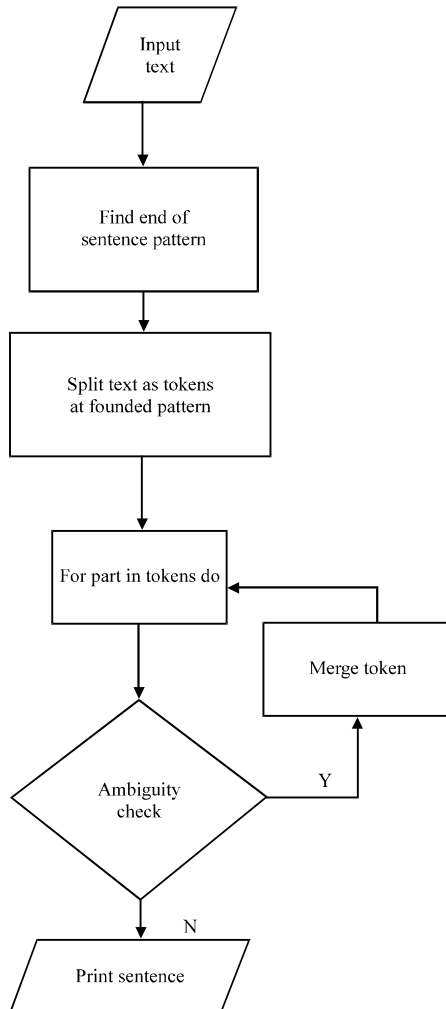 Input
text
Find end of
sentence pattern
Split text as tokens
at founded pattern
For part in tokens do
Merge token
Ambiguity
check
Y
N
Print sentence